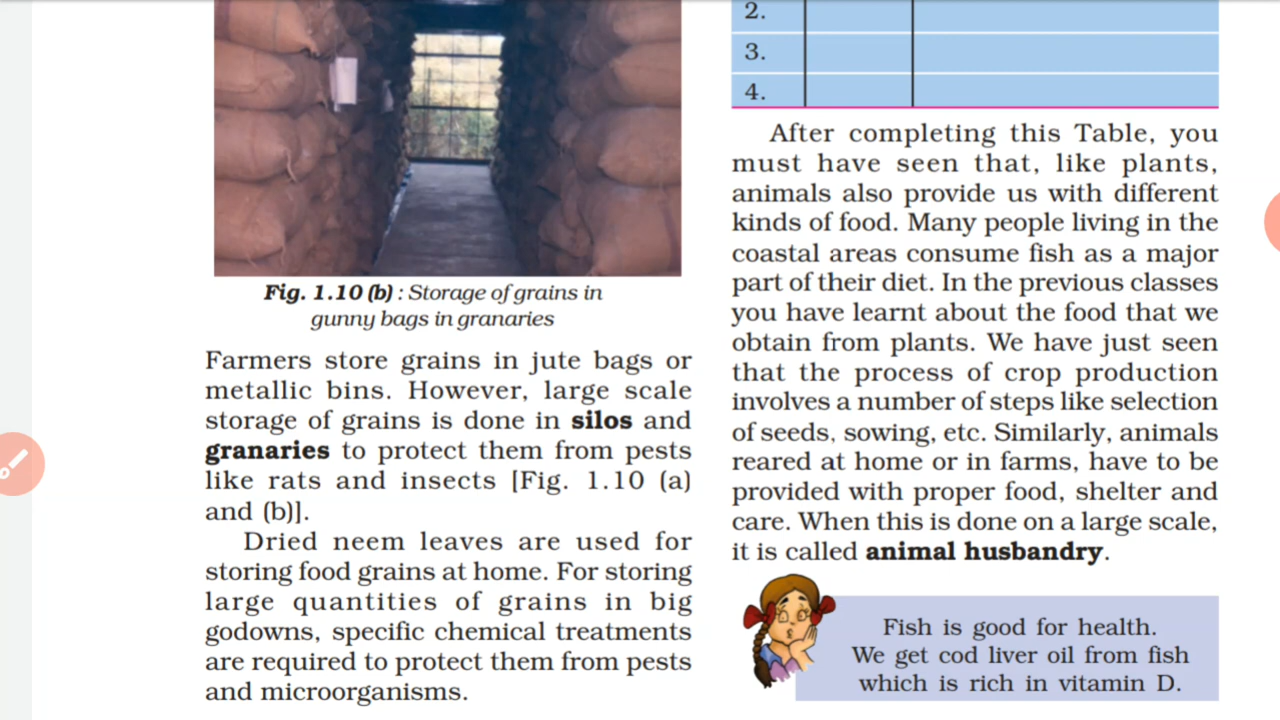 Fig. 1.10 (b) : Storage of grains in
gunny bags in granaries
Farmers store grains in jute bags or
metallic bins. However, large scale
storage of grains is done in silos and
granaries to protect them from pests
like rats and insects [Fig. 1.10 (a)
and (b)].
Dried neem leaves are used for
storing food grains at home. For storing
large quantities of grains in big
godowns, specific chemical treatments
are required to protect them from pests
and microorganisms.
2.
3.
4.
After completing this Table, you
must have seen that, like plants,
animals also provide us with different
kinds of food. Many people living in the
coastal areas consume fish as a major
part of their diet. In the previous classes
you have learnt about the food that we
obtain from plants. We have just seen
that the process of crop production
involves a number of steps like selection
of seeds, sowing, etc. Similarly, animals
reared at home or in farms, have to be
provided with proper food, shelter and
care. When this is done on a large scale,
it is called animal husbandry.
Fish is good for health.
We get cod liver oil from fish
which is rich in vitamin D.